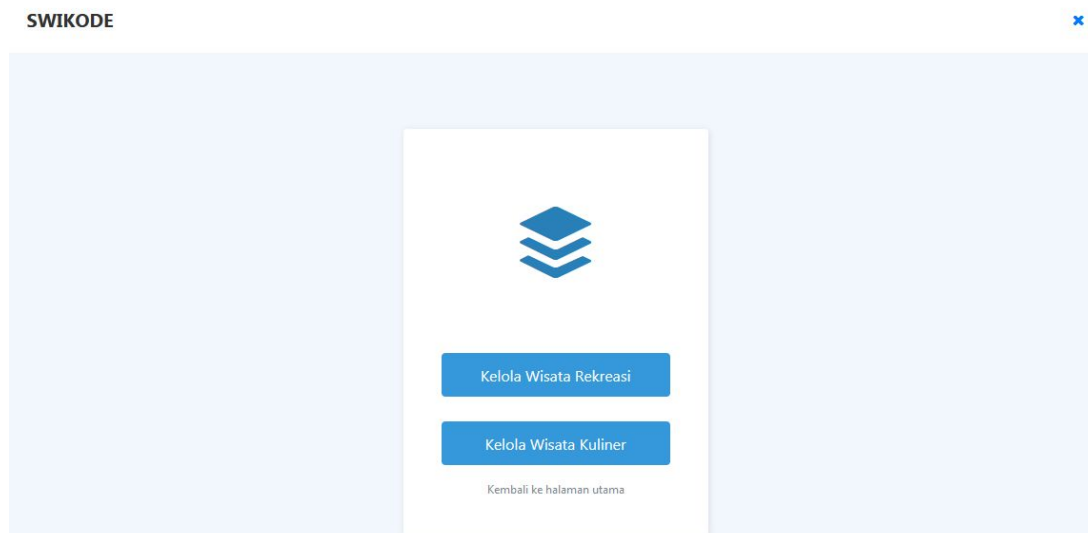 SWIKODE
Kelola Wisata Rekreasi
Kelola Wisata Kuliner
Kembali ke halaman utama